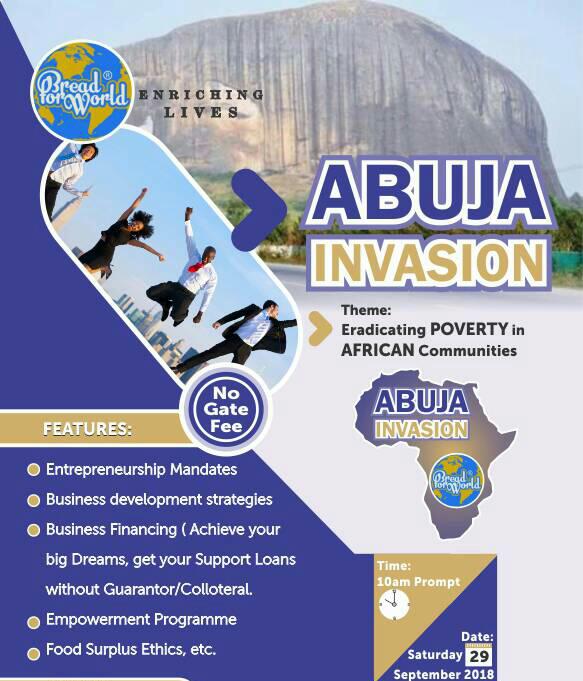 Bread®
for World
ENRICHING
LIVES
ABUJA
INVASION
Theme:
Eradicating POVERTY in
AFRICAN Communities
No
Gate
Fee
ABUJA
INVASION
Bread
for World
FEATURES:
Entrepreneurship Mandates
Business development strategies
Business Financing ( Achieve your
big Dreams, get your Support Loans
without Guarantor/Colloteral.
Empowerment Programme
Food Surplus Ethics, etc.
Time:
10am Prompt
Date:
Saturday 29
September 2018